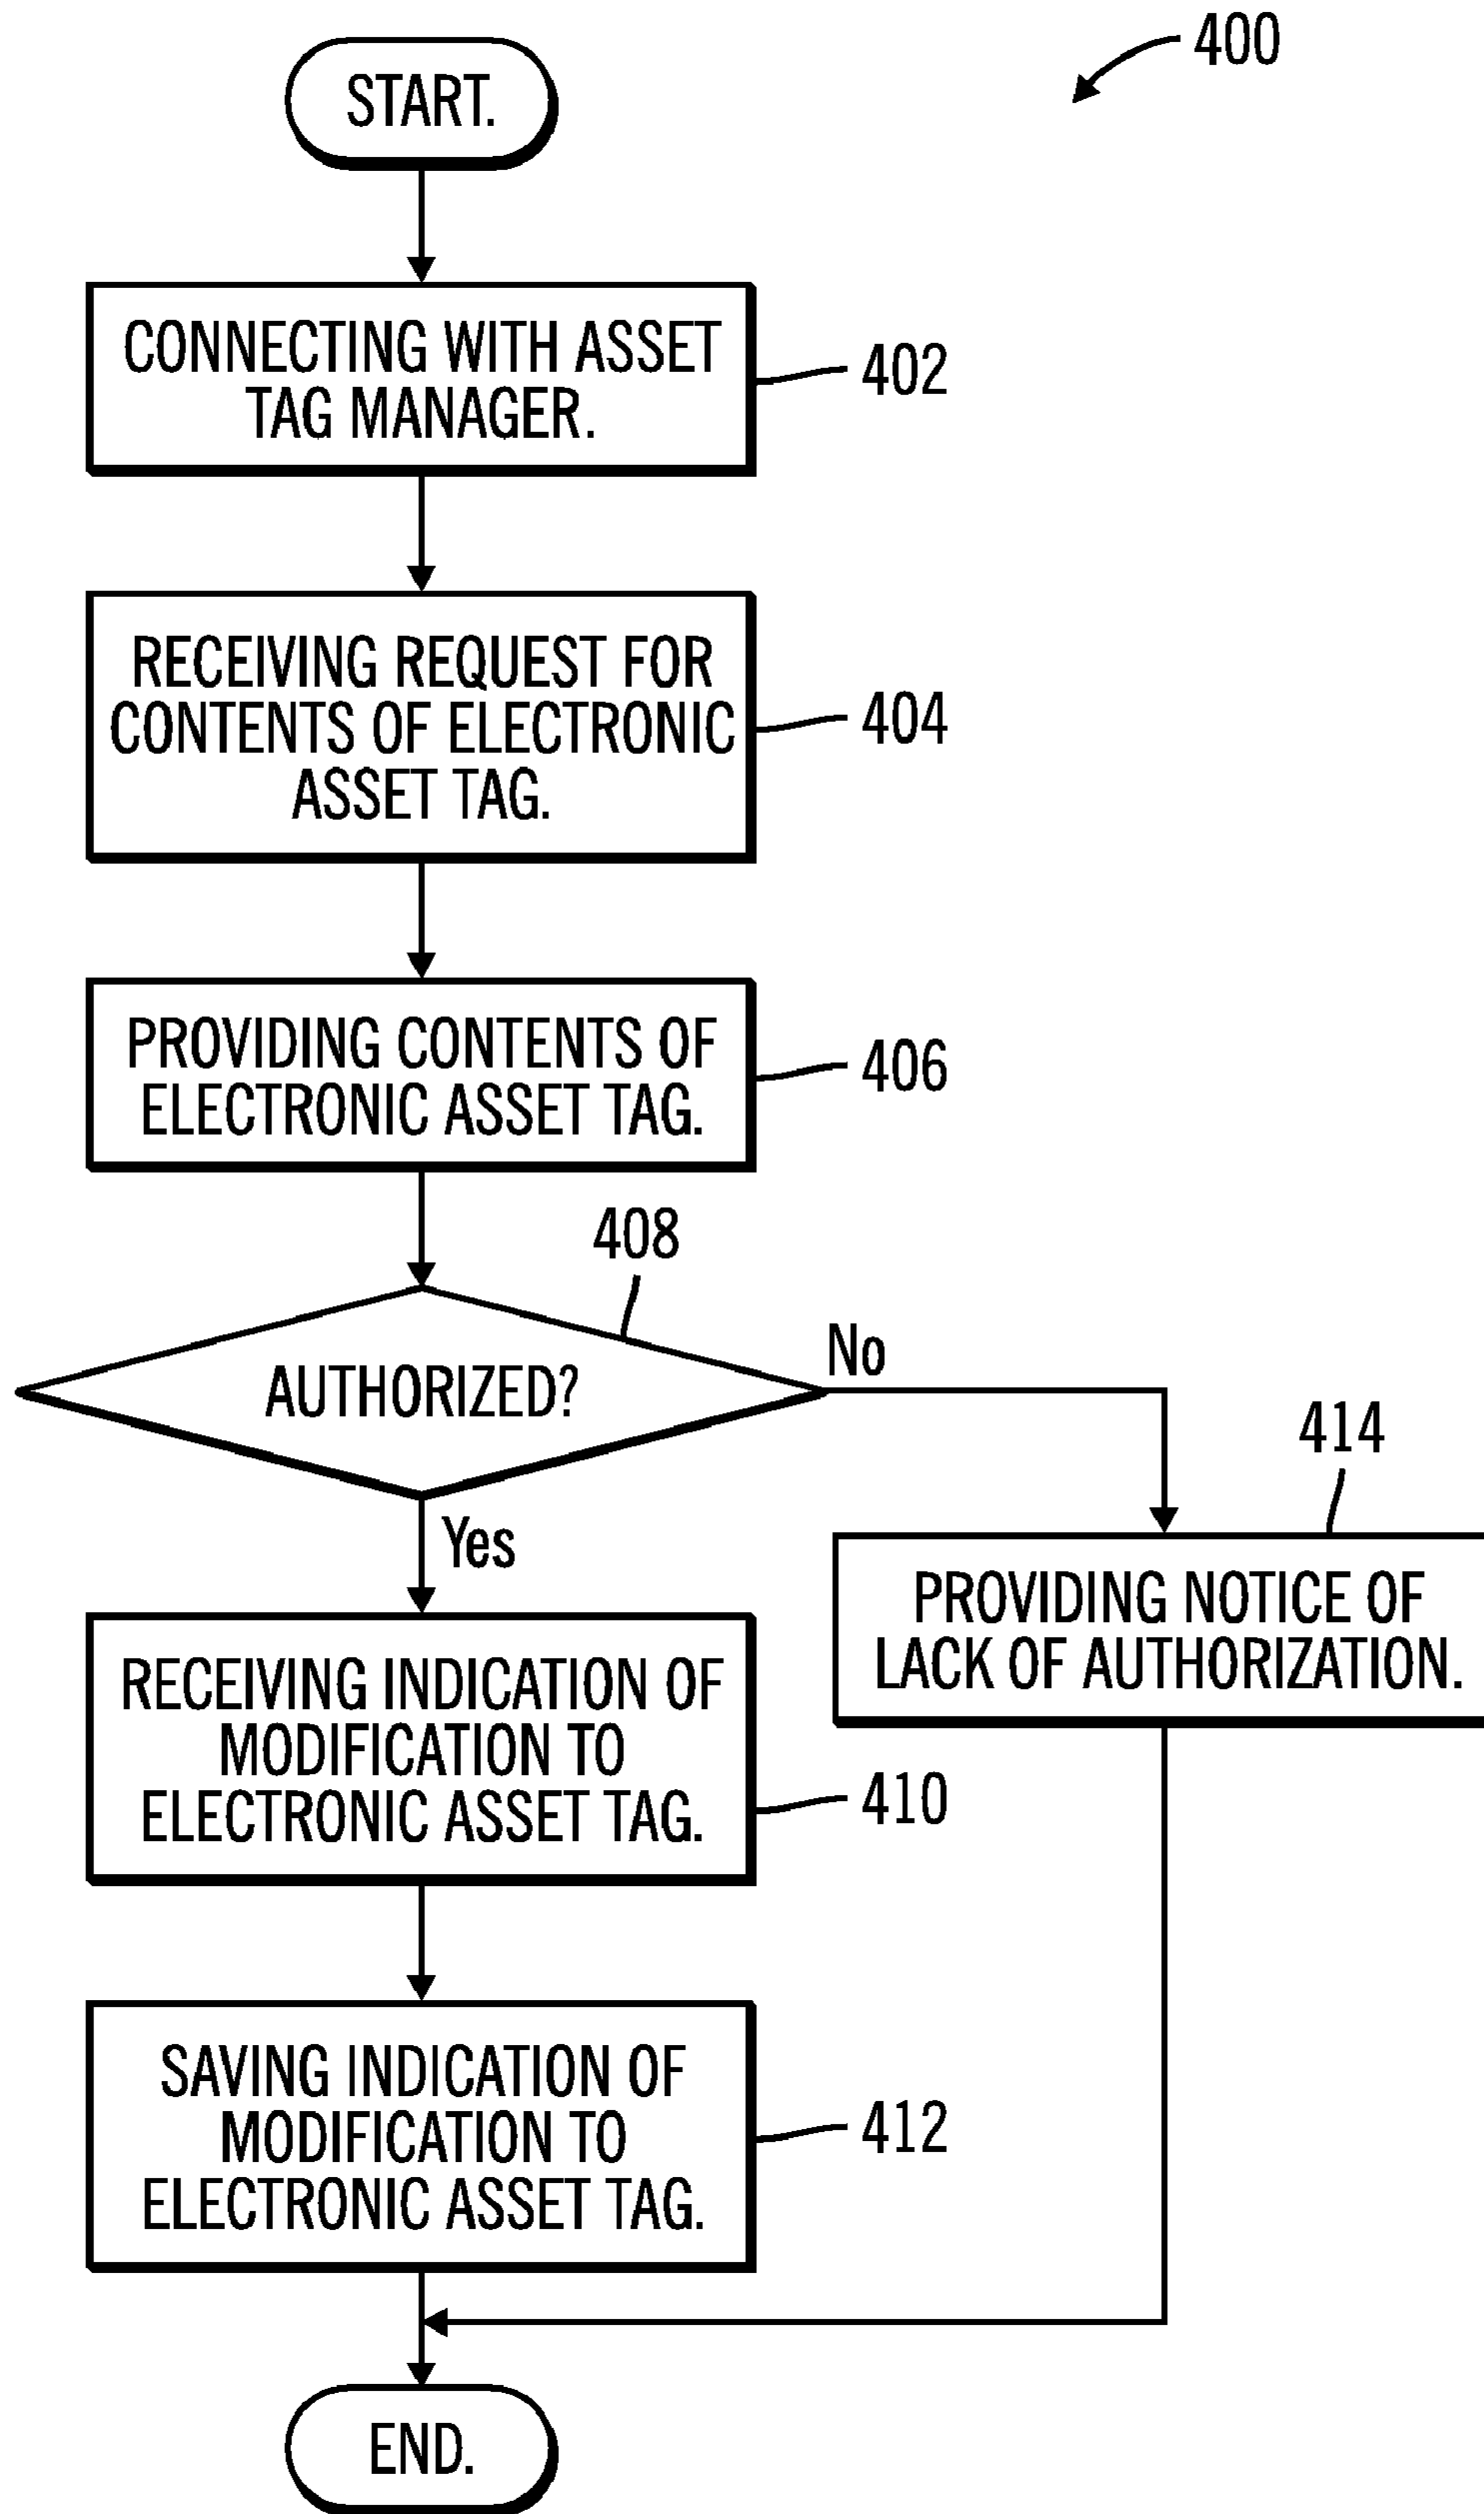 400
START.
CONNECTING WITH ASSET
TAG MANAGER.
402
RECEIVING REQUEST FOR
CONTENTS OF ELECTRONIC
ASSET TAG.
404
PROVIDING CONTENTS OF
ELECTRONIC ASSET TAG.
406
408
AUTHORIZED?
No
Yes
414
PROVIDING NOTICE OF
LACK OF AUTHORIZATION.
RECEIVING INDICATION OF
MODIFICATION TO
ELECTRONIC ASSET TAG.
410
SAVING INDICATION OF
MODIFICATION TO
ELECTRONIC ASSET TAG.
412
END.